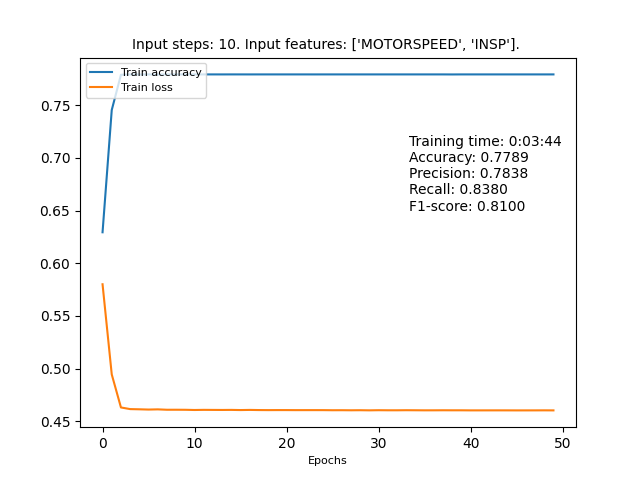 Input steps: 10. Input features: ['MOTORSPEED', 'INSP'].
Train accuracy
Train loss
Training time: 0:03:44
Accuracy: 0.7789
Precision: 0.7838
Recall: 0.8380
F1-score: 0.8100
0.75
0.70
0.65
0.60
0.55
0.50
0.45
0 10 20 30 40 50
Epochs